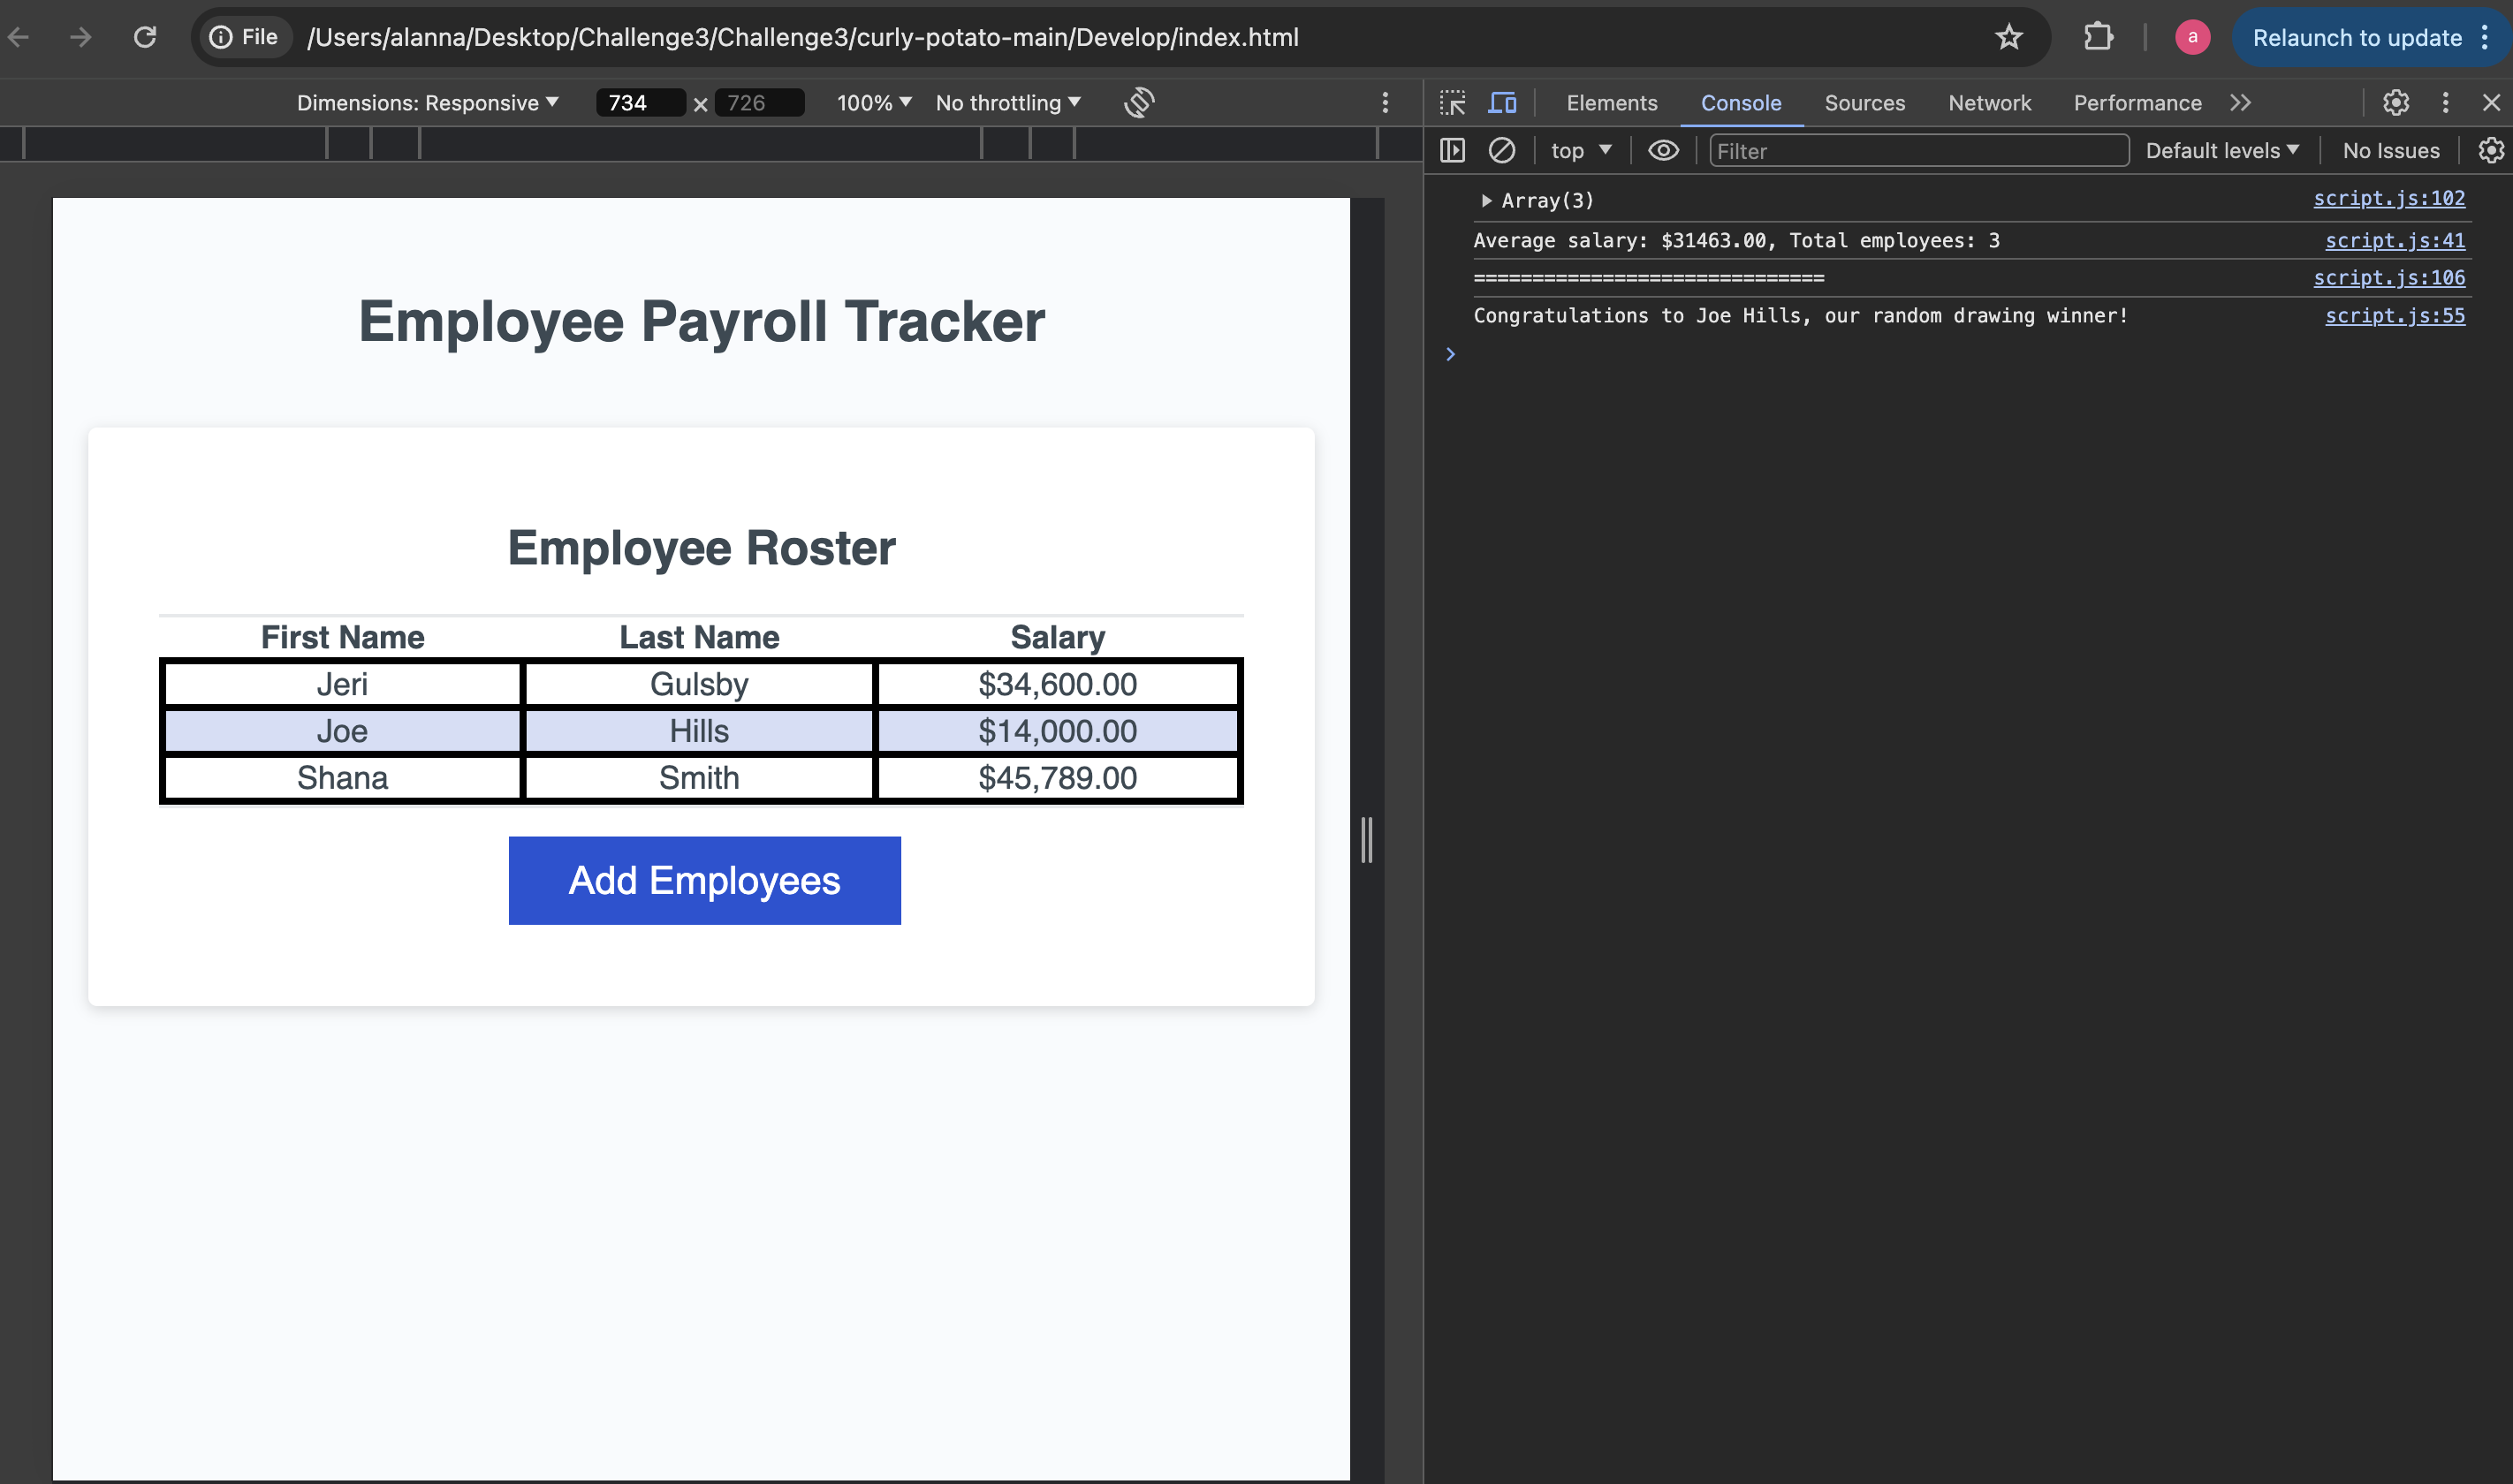 File /Users/alanna/Desktop/Challenge3/Challenge3/curly-potato-main/Develop/index.html a Relaunch to update
Dimensions: Responsive 734 x 726 100% No throttling
Elements Console Sources Network Performance
top Filter Default levels No Issues
Employee Payroll Tracker
Employee Roster
First Name Last Name Salary
Jeri Gulsby $34,600.00
Joe Hills $14,000.00
Shana Smith $45,789.00
Add Employees
Array(3) script.js:102
Average salary: $31463.00, Total employees: 3 script.js:41
============================== script.js:106
Congratulations to Joe Hills, our random drawing winner! script.js:55